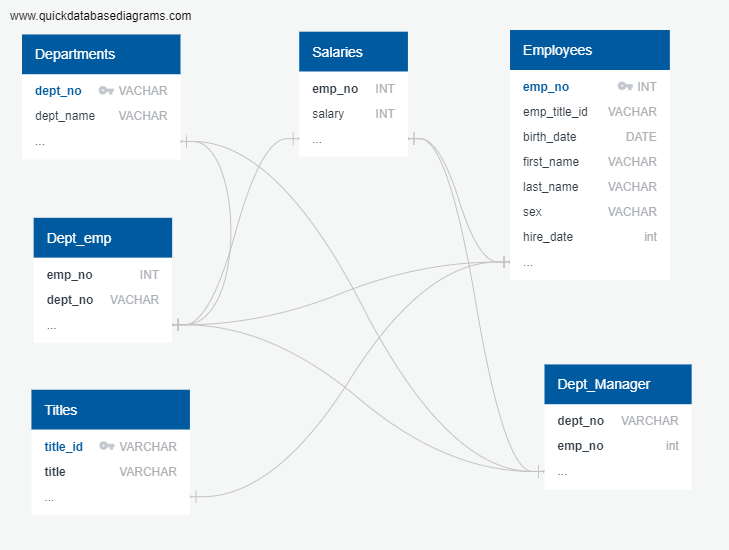 www.quickdatabasediagrams.com
Departments
dept_no VACHAR
dept_name VACHAR
...
Salaries
emp_no INT
salary INT
...
Employees
emp_no INT
emp_title_id VACHAR
birth_date DATE
first_name VACHAR
last_name VACHAR
sex VACHAR
hire_date int
...
Dept_emp
emp_no INT
dept_no VACHAR
...
Titles
title_id VARCHAR
title VARCHAR
...
Dept_Manager
dept_no VARCHAR
emp_no int
...